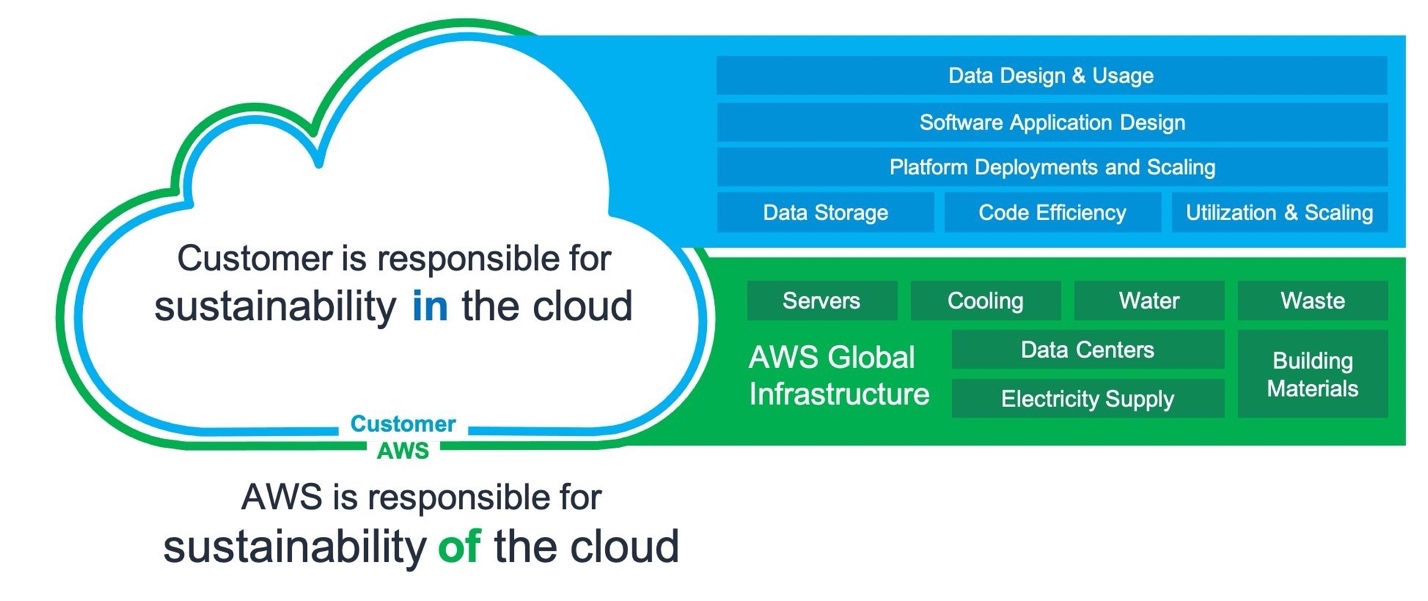 Data Design & Usage
Software Application Design
Platform Deployments and Scaling
Data Storage
Code Efficiency
Utilization & Scaling
Customer is responsible for
sustainability in the cloud
Servers
Cooling
Water
Waste
AWS Global
Infrastructure
Data Centers
Electricity Supply
Building
Materials
Customer
AWS
AWS is responsible for
sustainability of the cloud